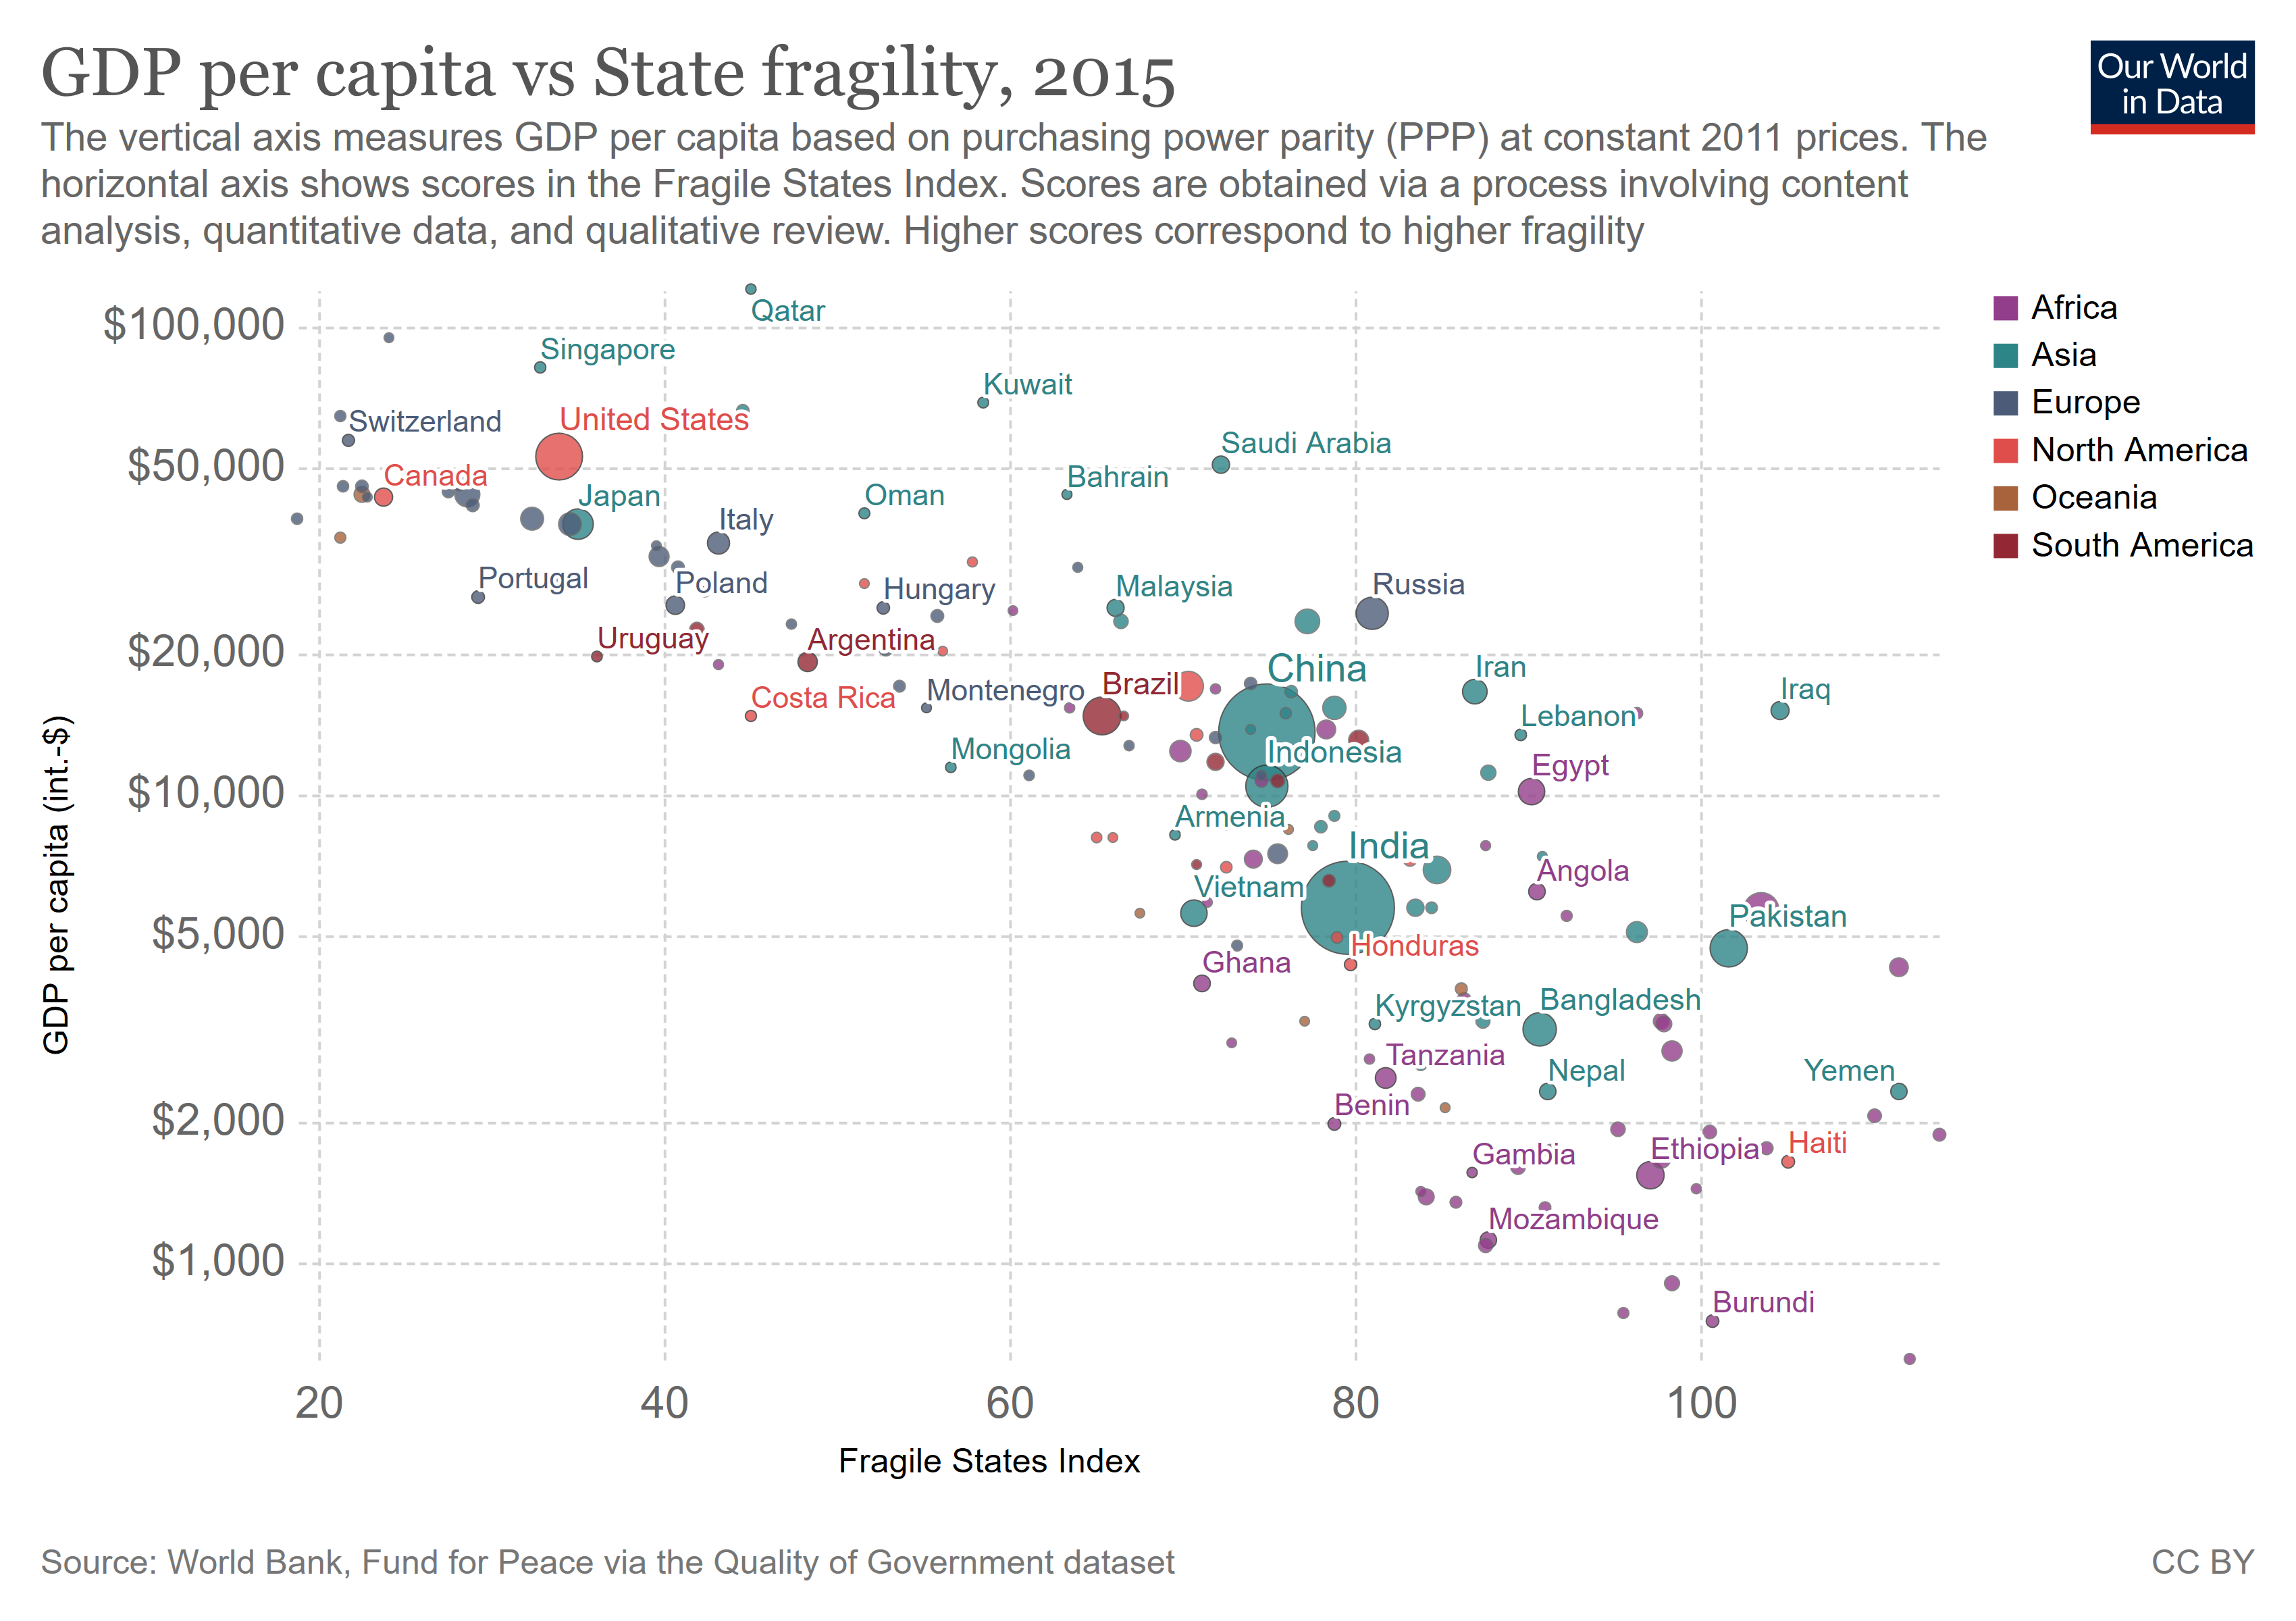 GDP per capita vs State fragility, 2015
Our World
in Data
The vertical axis measures GDP per capita based on purchasing power parity (PPP) at constant 2011 prices. The
horizontal axis shows scores in the Fragile States Index. Scores are obtained via a process involving content
analysis, quantitative data, and qualitative review. Higher scores correspond to higher fragility
Africa
Asia
Europe
North America
Oceania
South America
GDP per capita (int.-$)
$100,000
$50,000
$20,000
$10,000
$5,000
$2,000
$1,000
Qatar
Singapore
Kuwait
Switzerland
United States
Saudi Arabia
Canada
Bahrain
Japan
Oman
Italy
Portugal
Poland
Hungary
Malaysia
Russia
Uruguay
Argentina
China
Iran
Costa Rica
Montenegro
Brazil
Iraq
Lebanon
Mongolia
Indonesia
Egypt
Armenia
India
Angola
Vietnam
Pakistan
Honduras
Ghana
Kyrgyzstan
Bangladesh
Tanzania
Nepal
Yemen
Benin
Gambia
Ethiopia
Haiti
Mozambique
Burundi
20
40
60
80
100
Fragile States Index
Source: World Bank, Fund for Peace via the Quality of Government dataset
CC BY